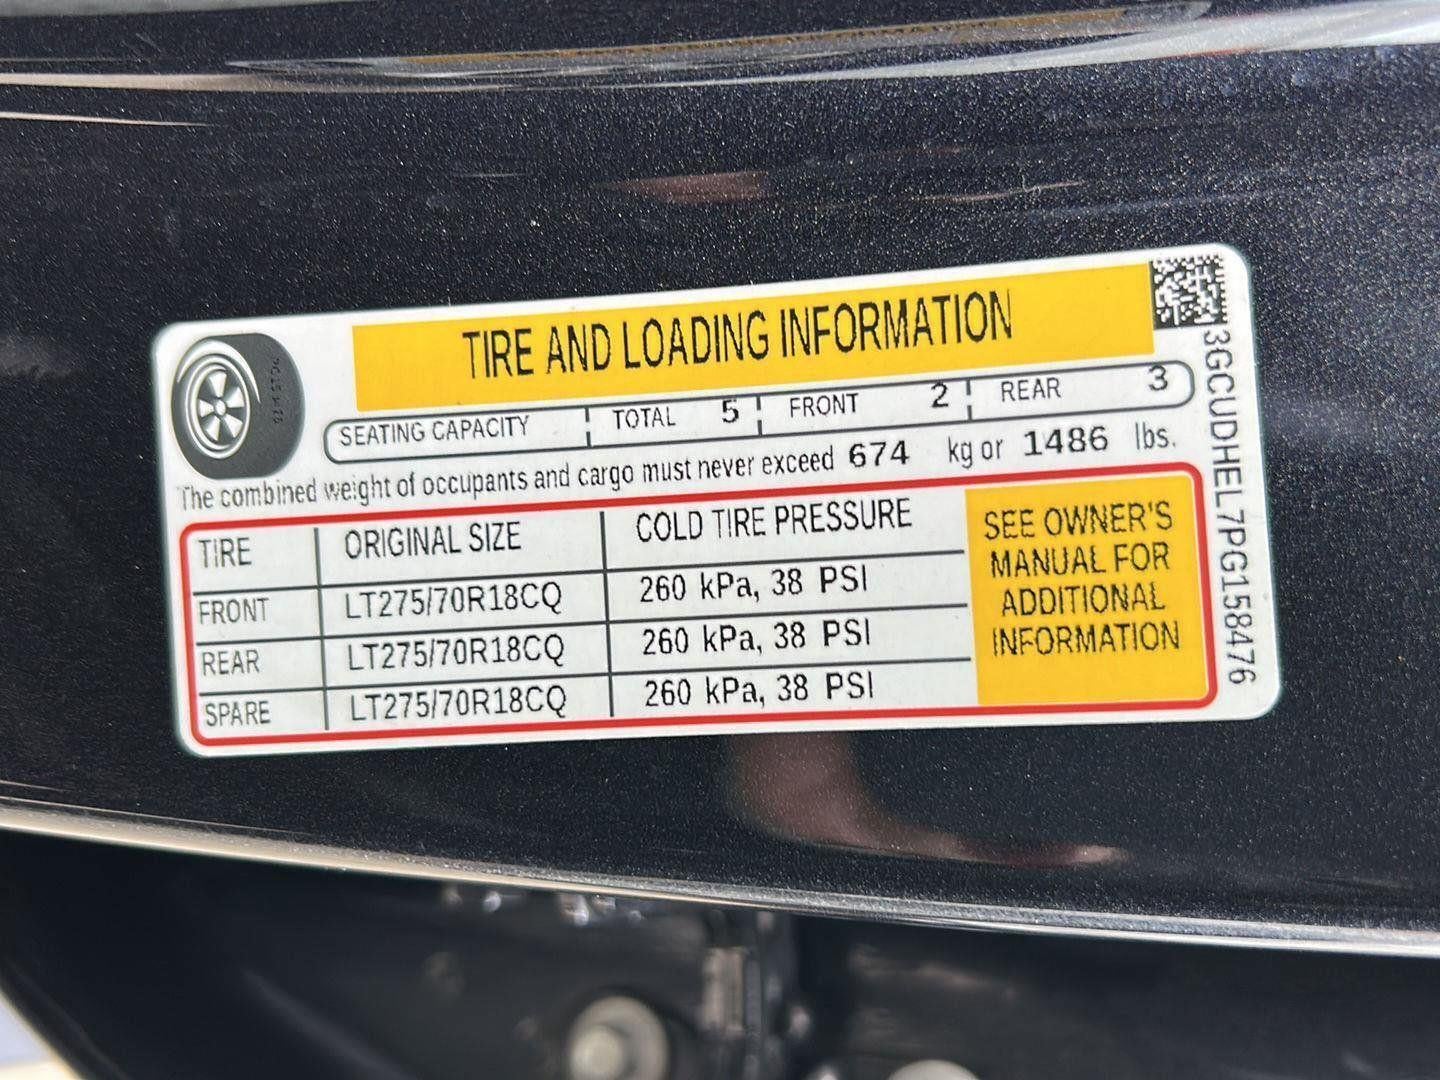 TIRE AND LOADING INFORMATION
SEATING CAPACITY TOTAL 5 FRONT 2 REAR 3
The combined weight of occupants and cargo must never exceed 674 kg or 1486 lbs.
TIRE ORIGINAL SIZE COLD TIRE PRESSURE
FRONT LT275/70R18CQ 260 kPa, 38 PSI
REAR LT275/70R18CQ 260 kPa, 38 PSI
SPARE LT275/70R18CQ 260 kPa, 38 PSI
SEE OWNER'S
MANUAL FOR
ADDITIONAL
INFORMATION
3GCUDHEL7PG158476